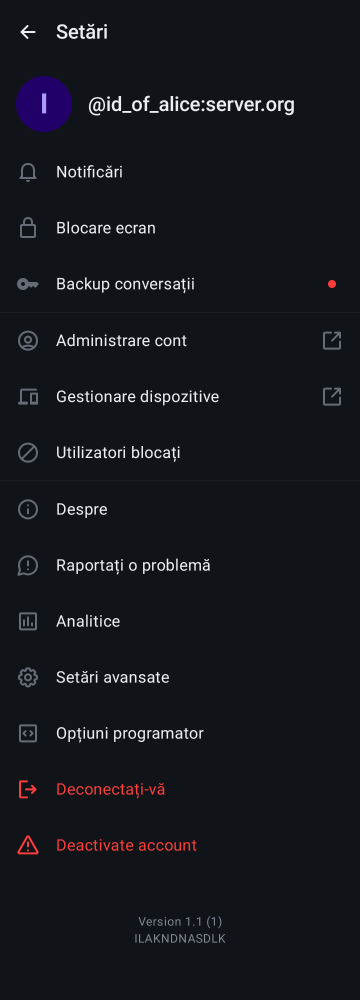 Setări
I
@id_of_alice:server.org
Notificări
Blocare ecran
Backup conversații
Administrare cont
Gestionare dispozitive
Utilizatori blocați
Despre
Raportați o problemă
Analitice
Setări avansate
Opțiuni programator
Deconectați-vă
Deactivate account
Version 1.1 (1)
ILAKNDNASDLK